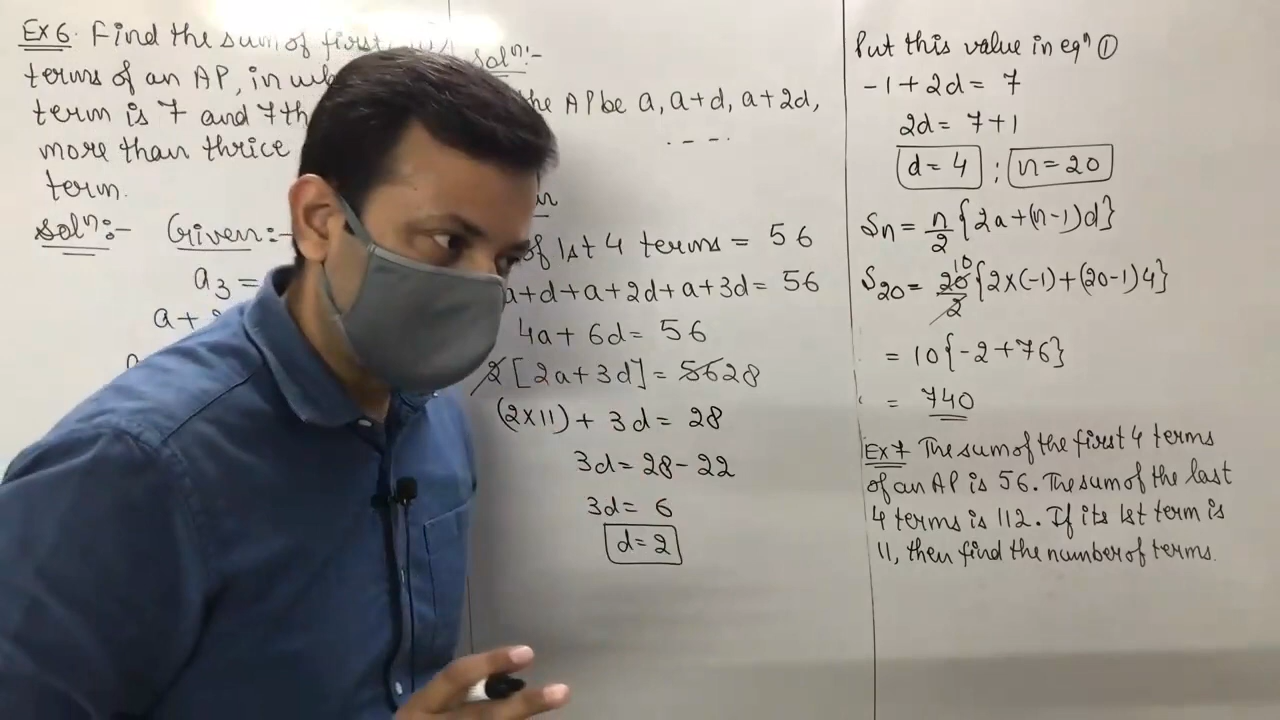 Ex 6. Find the sum of first
terms of an AP, in
term is 7 and 7th
more than thrice
term.
Solⁿ:- Given:-
a₃ =
a +
Solⁿ:-
the AP be a, a+d, a+2d,
----
of 1st 4 terms = 56
a+d+a+2d+a+3d = 56
4a + 6d = 56
2 [2a + 3d] = 56 28
(2×11) + 3d = 28
3d = 28 - 22
3d = 6
d = 2
Put this value in eqⁿ ①
-1 + 2d = 7
2d = 7+1
d = 4 ; n = 20
Sn = n/2 {2a + (n-1)d}
S₂₀ = 20/2 10 {2×(-1) + (20-1)4}
= 10 {-2 + 76}
= 740
Ex 7 The sum of the first 4 terms
of an AP is 56. The sum of the last
4 terms is 112. If its 1st term is
11, then find the number of terms.